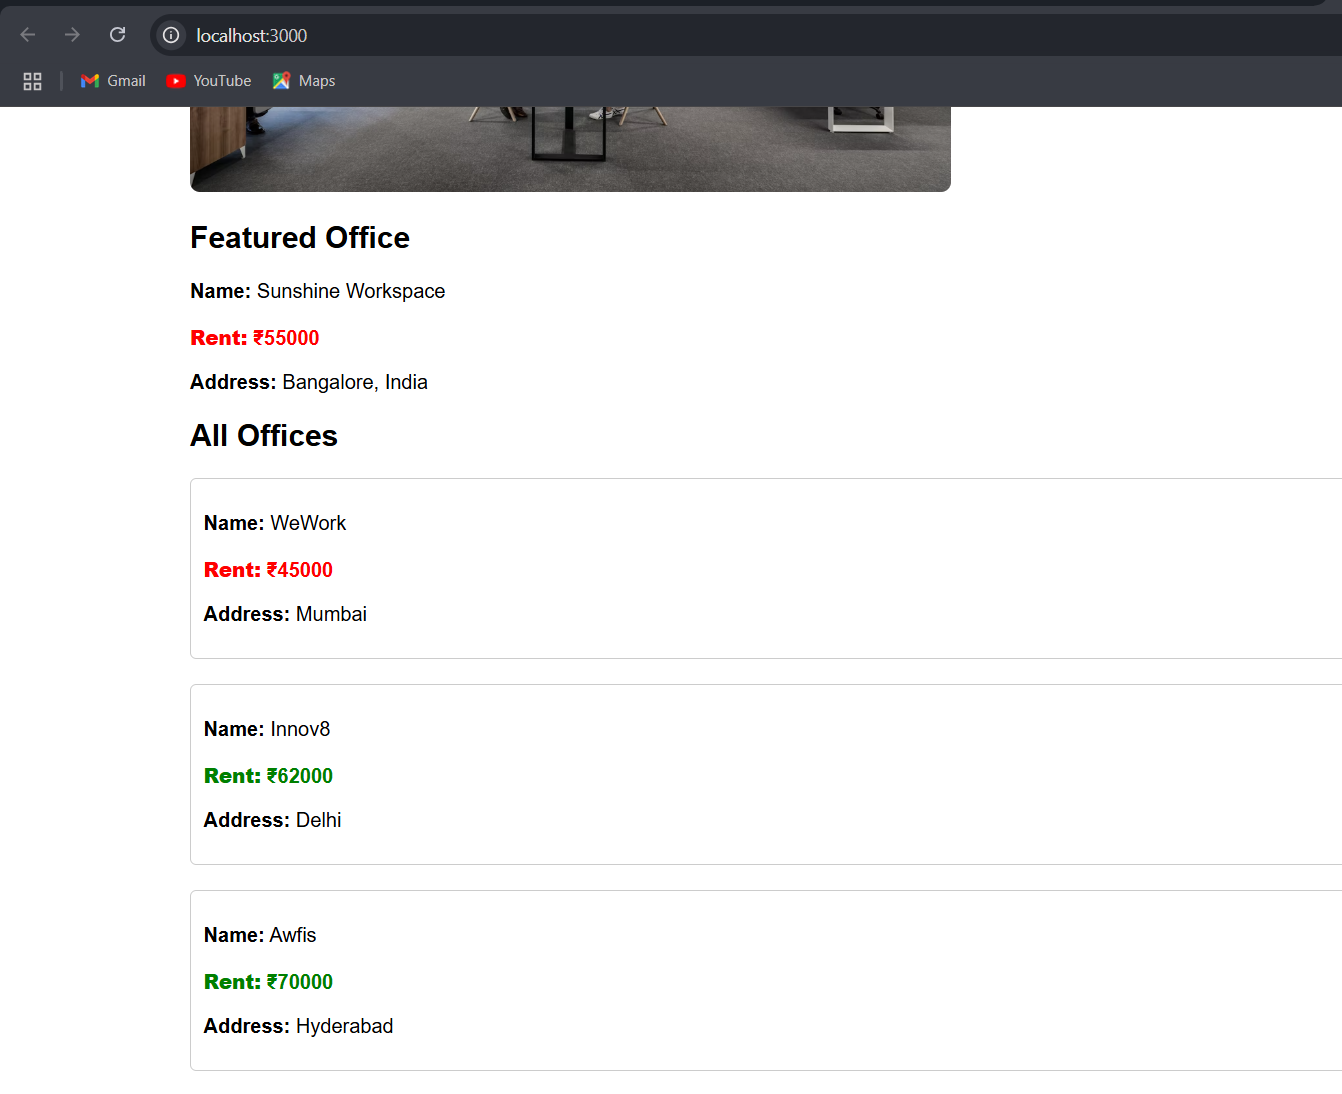 localhost:3000
Gmail YouTube Maps
Featured Office
Name: Sunshine Workspace
Rent: ₹55000
Address: Bangalore, India
All Offices
Name: WeWork
Rent: ₹45000
Address: Mumbai
Name: Innov8
Rent: ₹62000
Address: Delhi
Name: Awfis
Rent: ₹70000
Address: Hyderabad